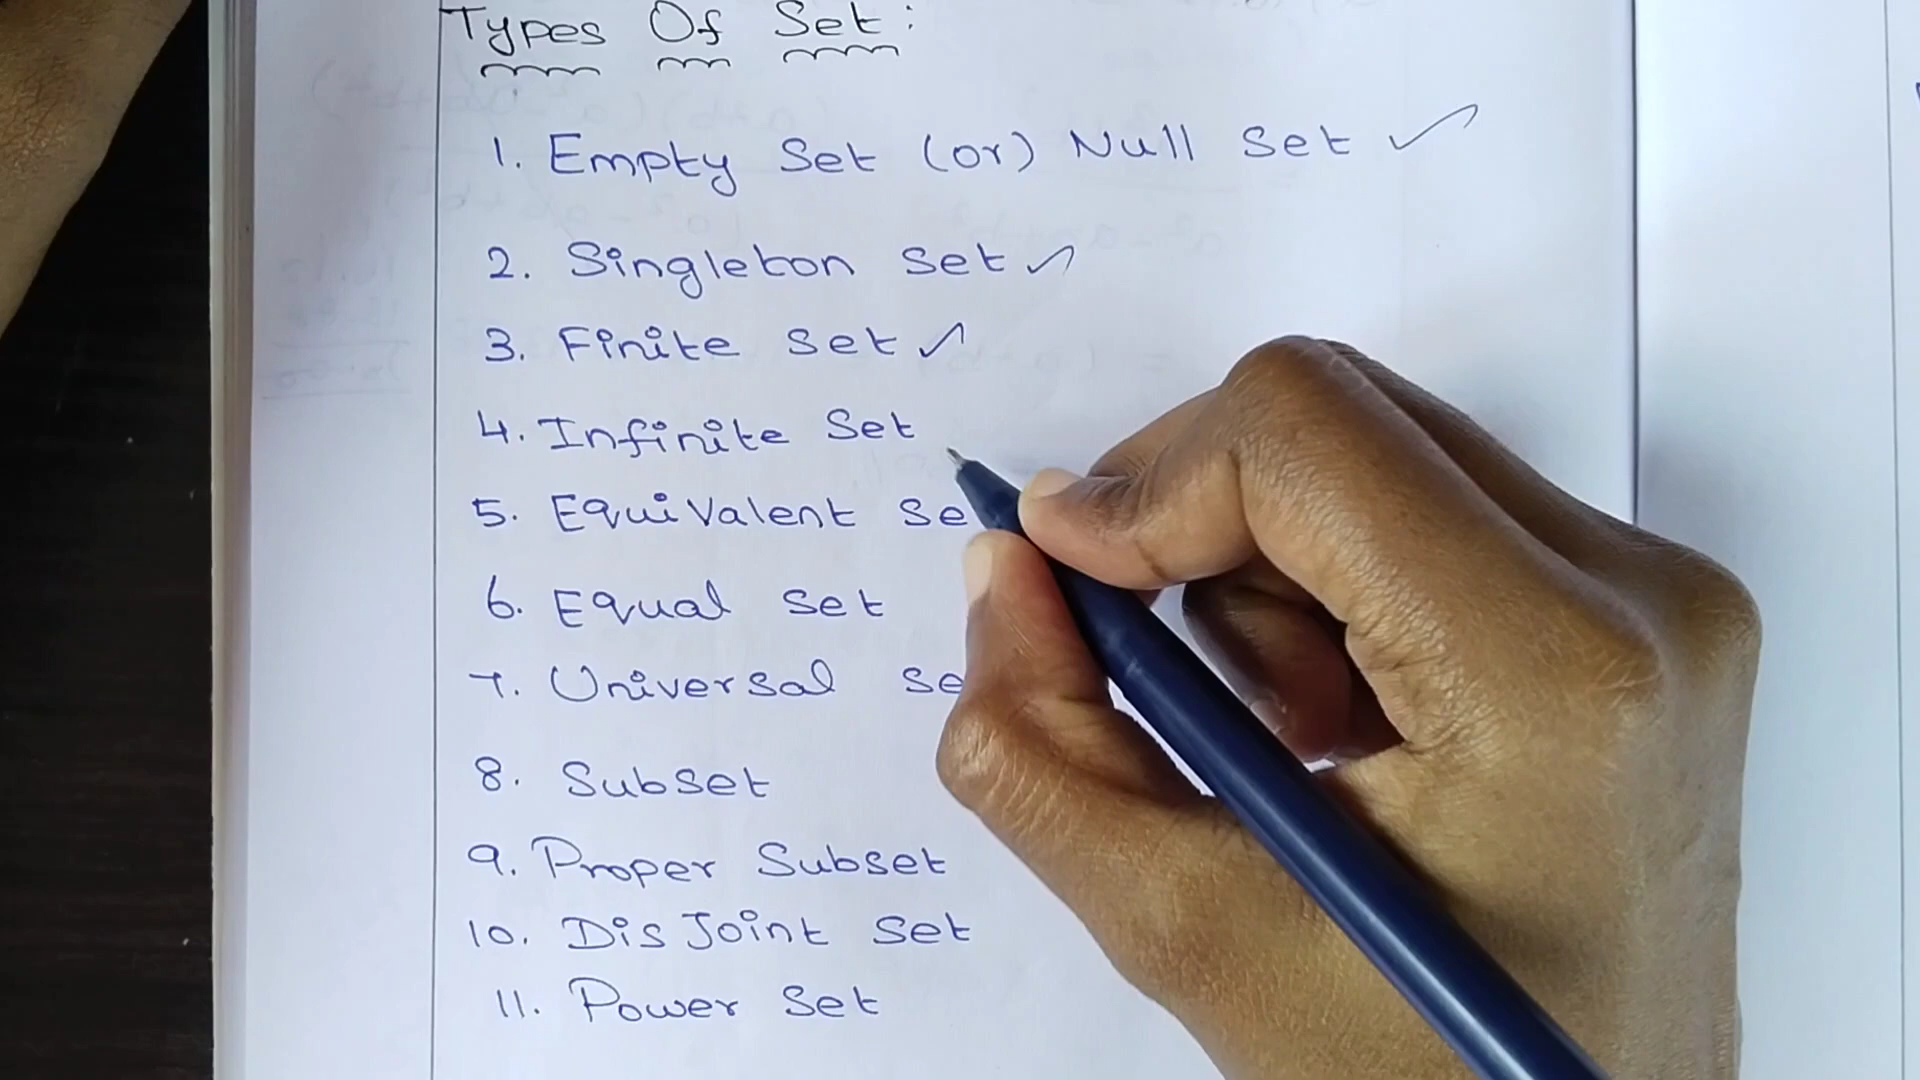 Types Of Set:
1. Empty Set (or) Null Set ✓
2. Singleton Set ✓
3. Finite Set ✓
4. Infinite Set
5. Equivalent Se
6. Equal Set
7. Universal Se
8. Subset
9. Proper Subset
10. DisJoint Set
11. Power Set